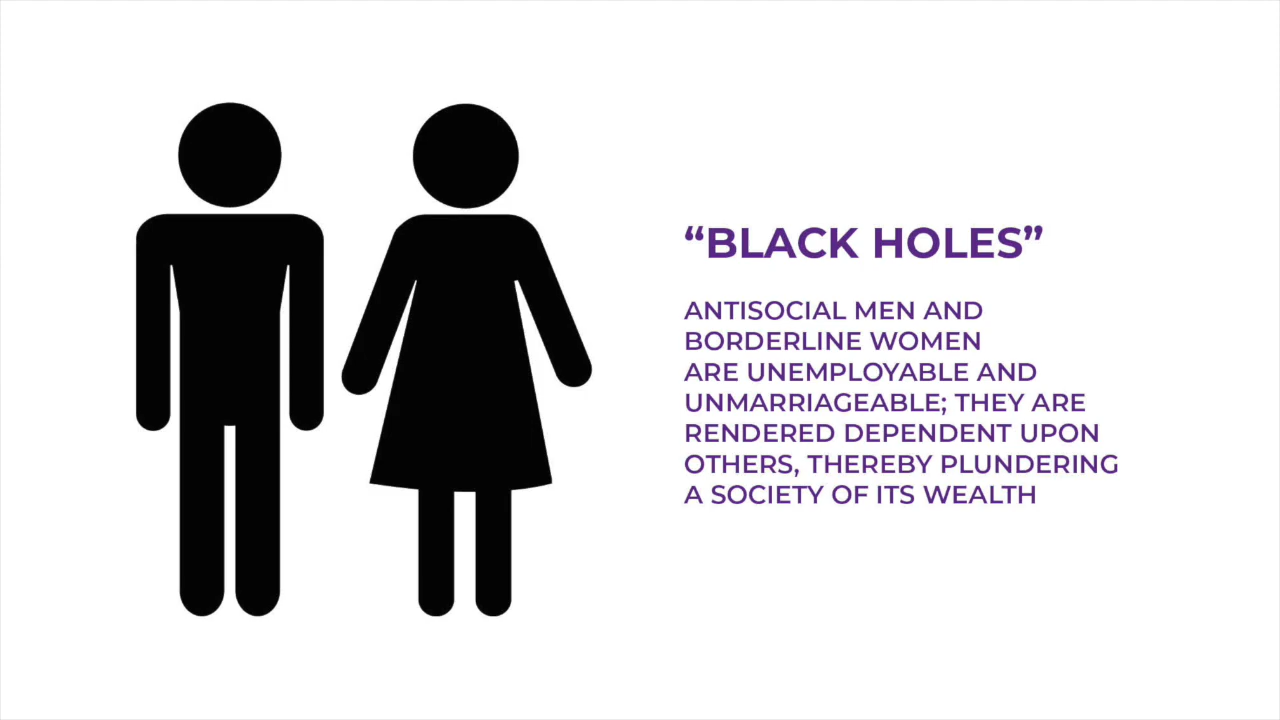 “BLACK HOLES”
ANTISOCIAL MEN AND
BORDERLINE WOMEN
ARE UNEMPLOYABLE AND
UNMARRIAGEABLE; THEY ARE
RENDERED DEPENDENT UPON
OTHERS, THEREBY PLUNDERING
A SOCIETY OF ITS WEALTH